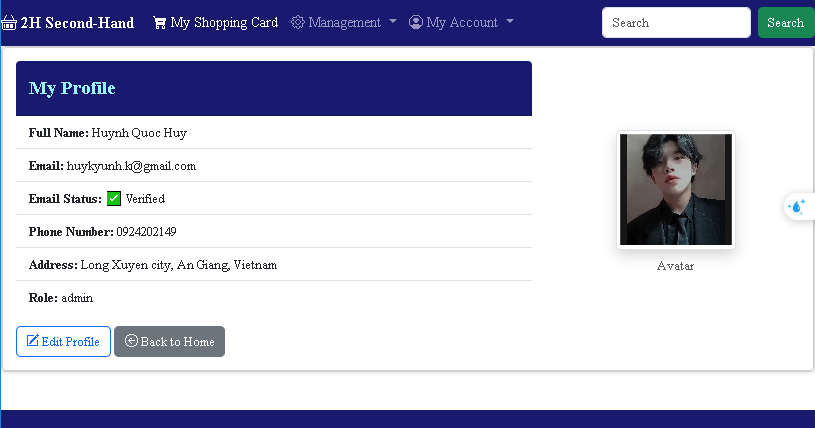 2H Second-Hand My Shopping Card Management My Account Search Search
My Profile
Full Name: Huynh Quoc Huy
Email: huykyunh.k@gmail.com
Email Status: ✅ Verified
Phone Number: 0924202149
Address: Long Xuyen city, An Giang, Vietnam
Role: admin
Edit Profile Back to Home
Avatar